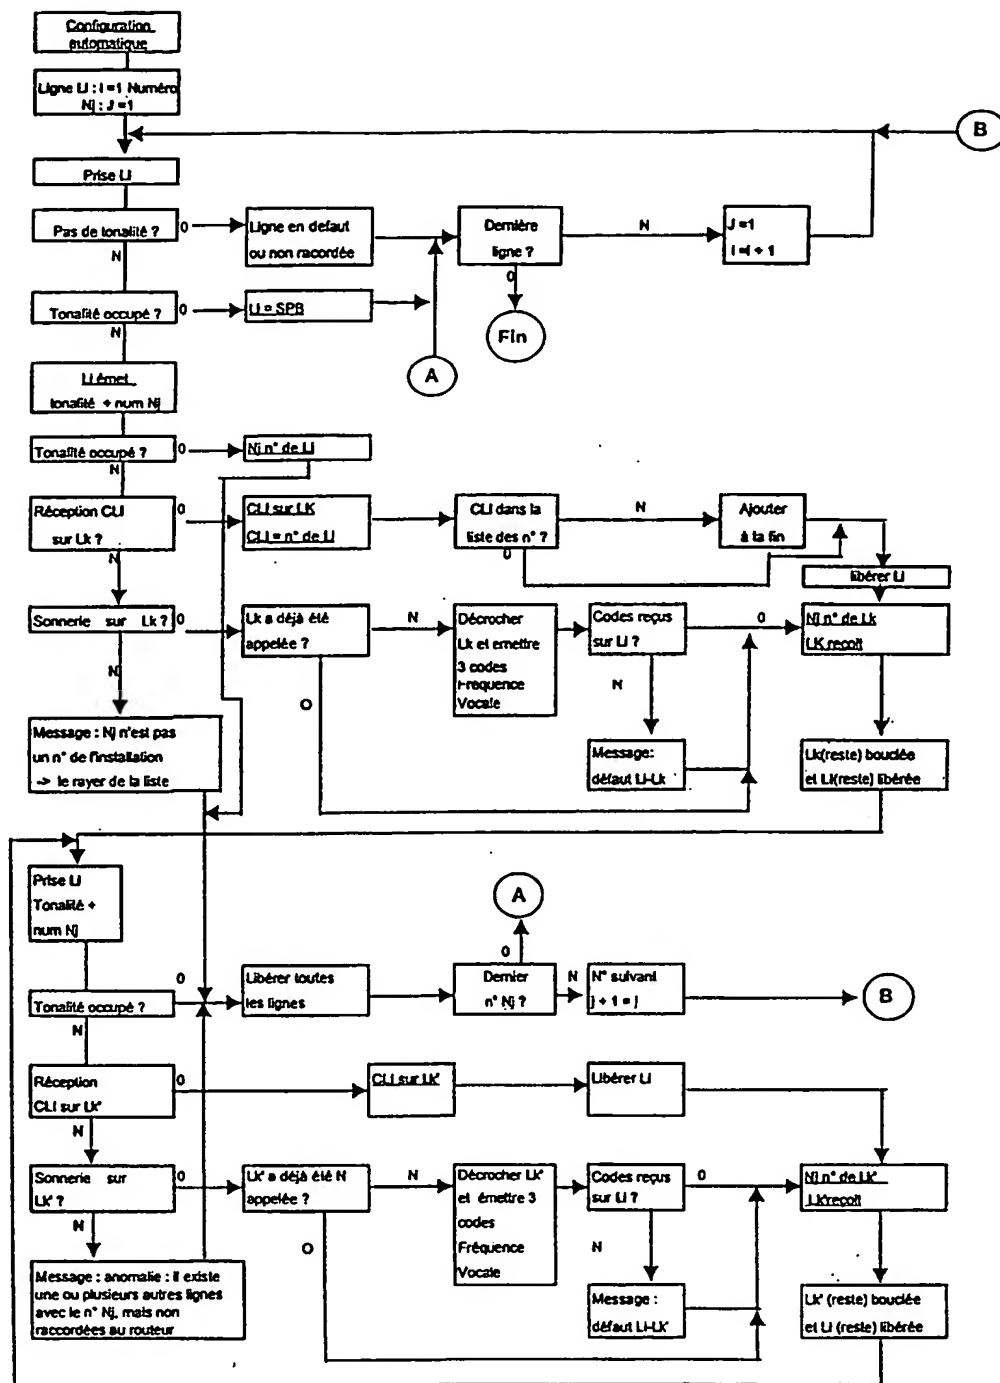 Configuration
automatique
Ligne Li : i =1 Numéro
Nj : J =1
B
Prise Li
Pas de tonalité ?
0
Ligne en defaut
ou non racordée
Dernière
ligne ?
N
J =1
i =i + 1
N
0
Tonalité occupé ?
0
Li = SPB
Fin
N
A
Li émet
tonalité + num Nj
Tonalité occupé ?
0
Nj n° de Li
N
Réception CLI
sur Lk ?
0
CLI sur LK
CLI = n° de Li
CLI dans la
liste des n° ?
N
Ajouter
à la fin
0
N
libérer Li
Sonnerie sur Lk ?
0
Lk a déjà été
appelée ?
N
Décrocher
Lk et emettre
3 codes
Fréquence
Vocale
Codes reçus
sur Li ?
0
Nj n° de Lk
LK reçoit
N
O
N
Message : Nj n'est pas
un n° de l'installation
-> le rayer de la liste
Message:
défaut Li-Lk
Lk(reste) bouclée
et Li(reste) libérée
Prise Li
Tonalité +
num Nj
A
0
Tonalité occupé ?
0
Libérer toutes
les lignes
Dernier
n° Nj ?
N
N° suivant
j + 1 = j
B
N
Réception
CLI sur Lk'
0
CLI sur Lk'
Libérer Li
N
Sonnerie sur
Lk' ?
0
Lk' a déjà été N
appelée ?
N
Décrocher Lk'
et émettre 3
codes
Fréquence
Vocale
Codes reçus
sur Li ?
0
Nj n° de Lk'
LK'reçoit
N
O
N
Message : anomalie : il existe
une ou plusieurs autres lignes
avec le n° Nj, mais non
raccordées au routeur
Message :
défaut Li-Lk'
Lk' (reste) bouclée
et Li (reste) libérée